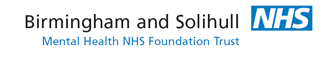 Birmingham and Solihull NHS
Mental Health NHS Foundation Trust